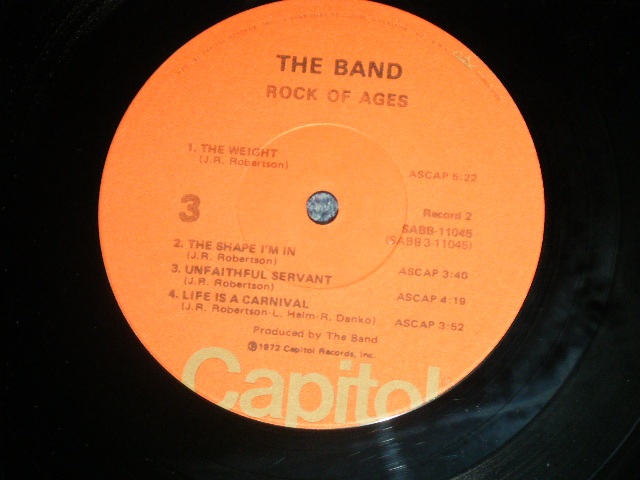 THE BAND
ROCK OF AGES
1. THE WEIGHT
(J.R. Robertson)
ASCAP 5:22
3
Record 2
SABB-11045
(SABB 3-11045)
2. THE SHAPE I'M IN
(J.R. Robertson)
ASCAP 3:40
3. UNFAITHFUL SERVANT
(J.R. Robertson)
ASCAP 4:19
4. LIFE IS A CARNIVAL
(J.R. Robertson-L. Helm-R. Danko)
ASCAP 3:52
Produced by The Band
Ⓟ1972 Capitol Records, Inc.
Capitol